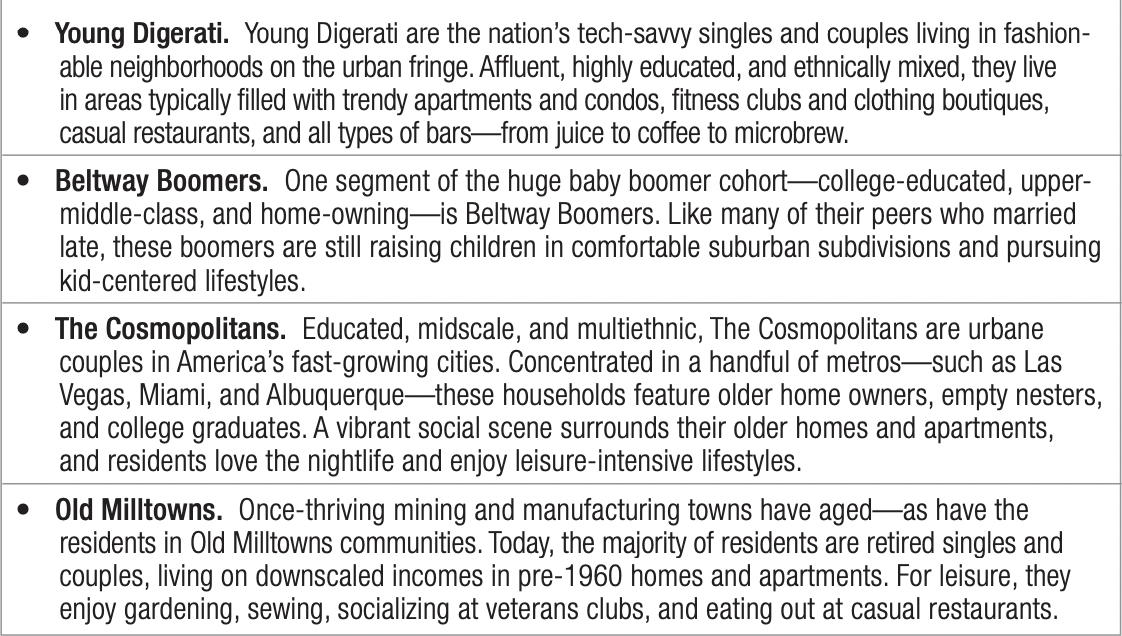 • Young Digerati. Young Digerati are the nation’s tech-savvy singles and couples living in fashion-
able neighborhoods on the urban fringe. Affluent, highly educated, and ethnically mixed, they live
in areas typically filled with trendy apartments and condos, fitness clubs and clothing boutiques,
casual restaurants, and all types of bars—from juice to coffee to microbrew.
• Beltway Boomers. One segment of the huge baby boomer cohort—college-educated, upper-
middle-class, and home-owning—is Beltway Boomers. Like many of their peers who married
late, these boomers are still raising children in comfortable suburban subdivisions and pursuing
kid-centered lifestyles.
• The Cosmopolitans. Educated, midscale, and multiethnic, The Cosmopolitans are urbane
couples in America’s fast-growing cities. Concentrated in a handful of metros—such as Las
Vegas, Miami, and Albuquerque—these households feature older home owners, empty nesters,
and college graduates. A vibrant social scene surrounds their older homes and apartments,
and residents love the nightlife and enjoy leisure-intensive lifestyles.
• Old Milltowns. Once-thriving mining and manufacturing towns have aged—as have the
residents in Old Milltowns communities. Today, the majority of residents are retired singles and
couples, living on downscaled incomes in pre-1960 homes and apartments. For leisure, they
enjoy gardening, sewing, socializing at veterans clubs, and eating out at casual restaurants.